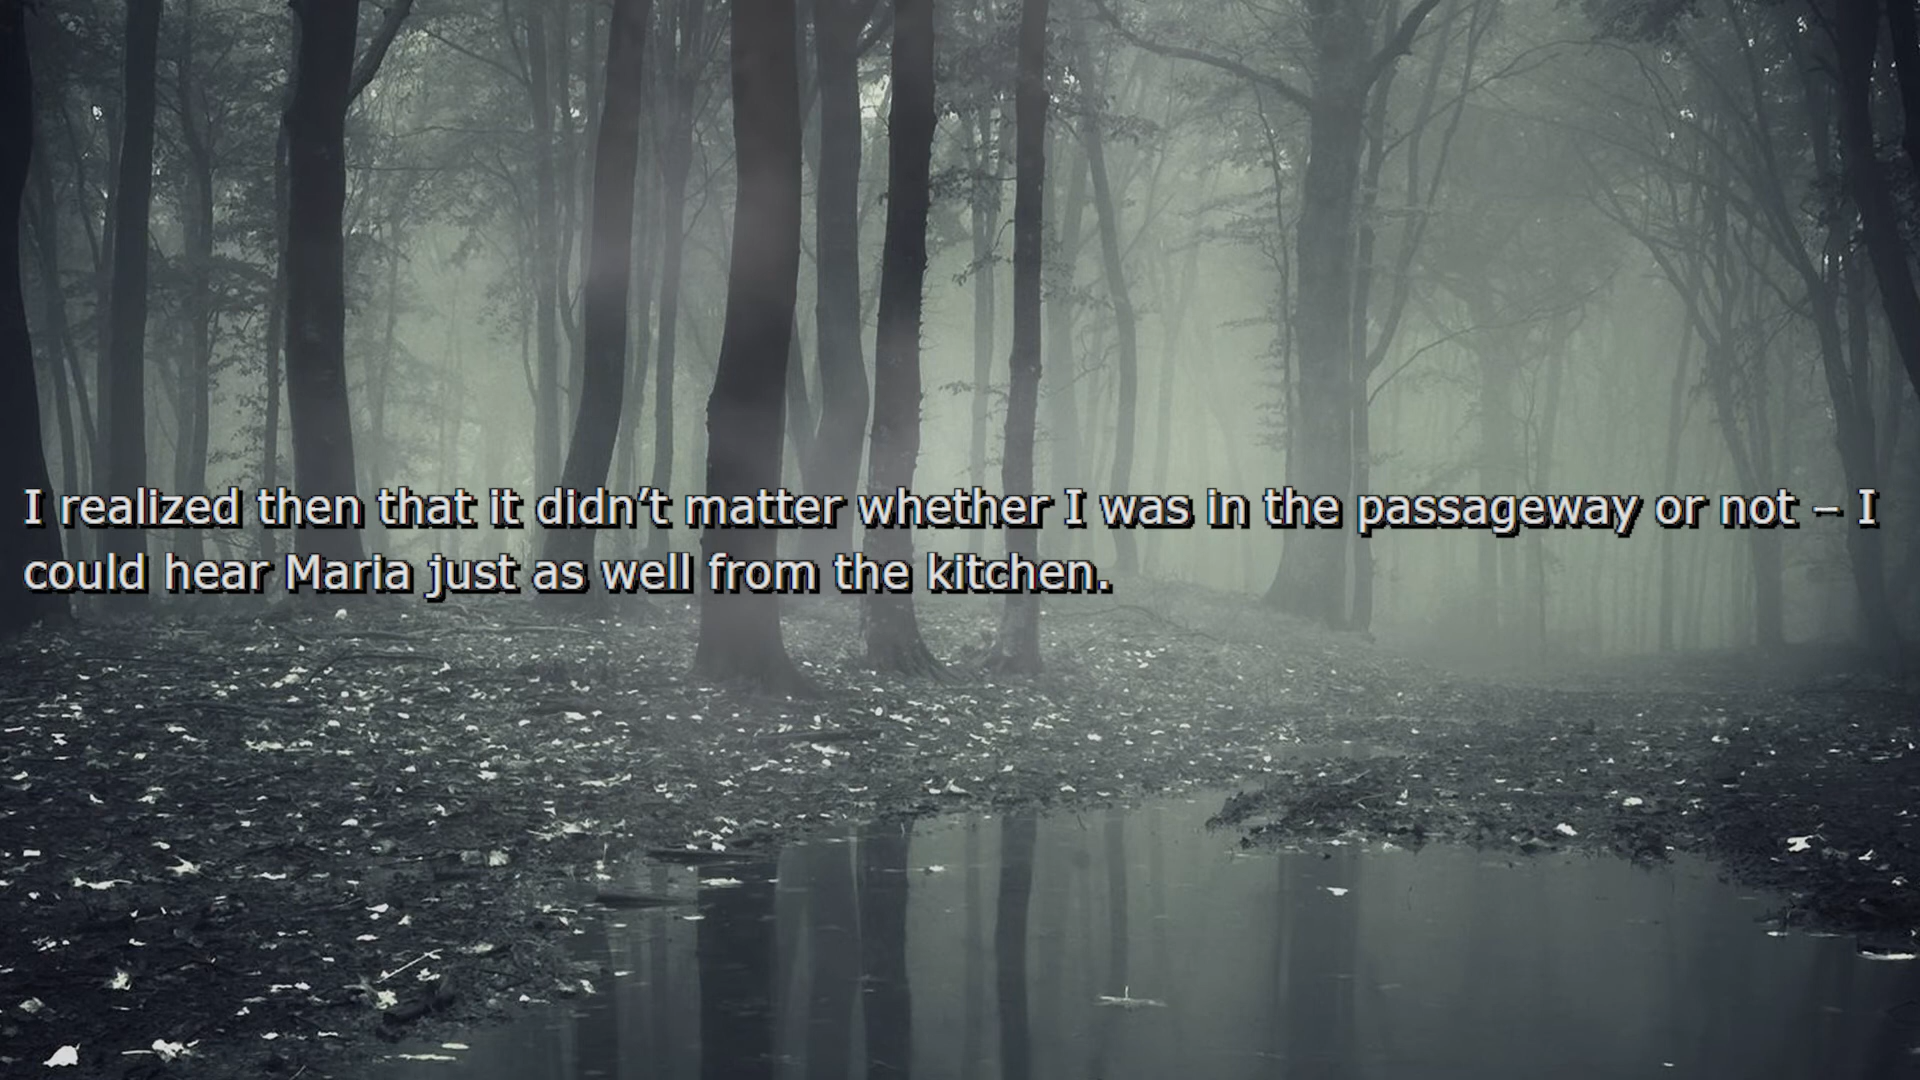 I realized then that it didn’t matter whether I was in the passageway or not – I
could hear Maria just as well from the kitchen.